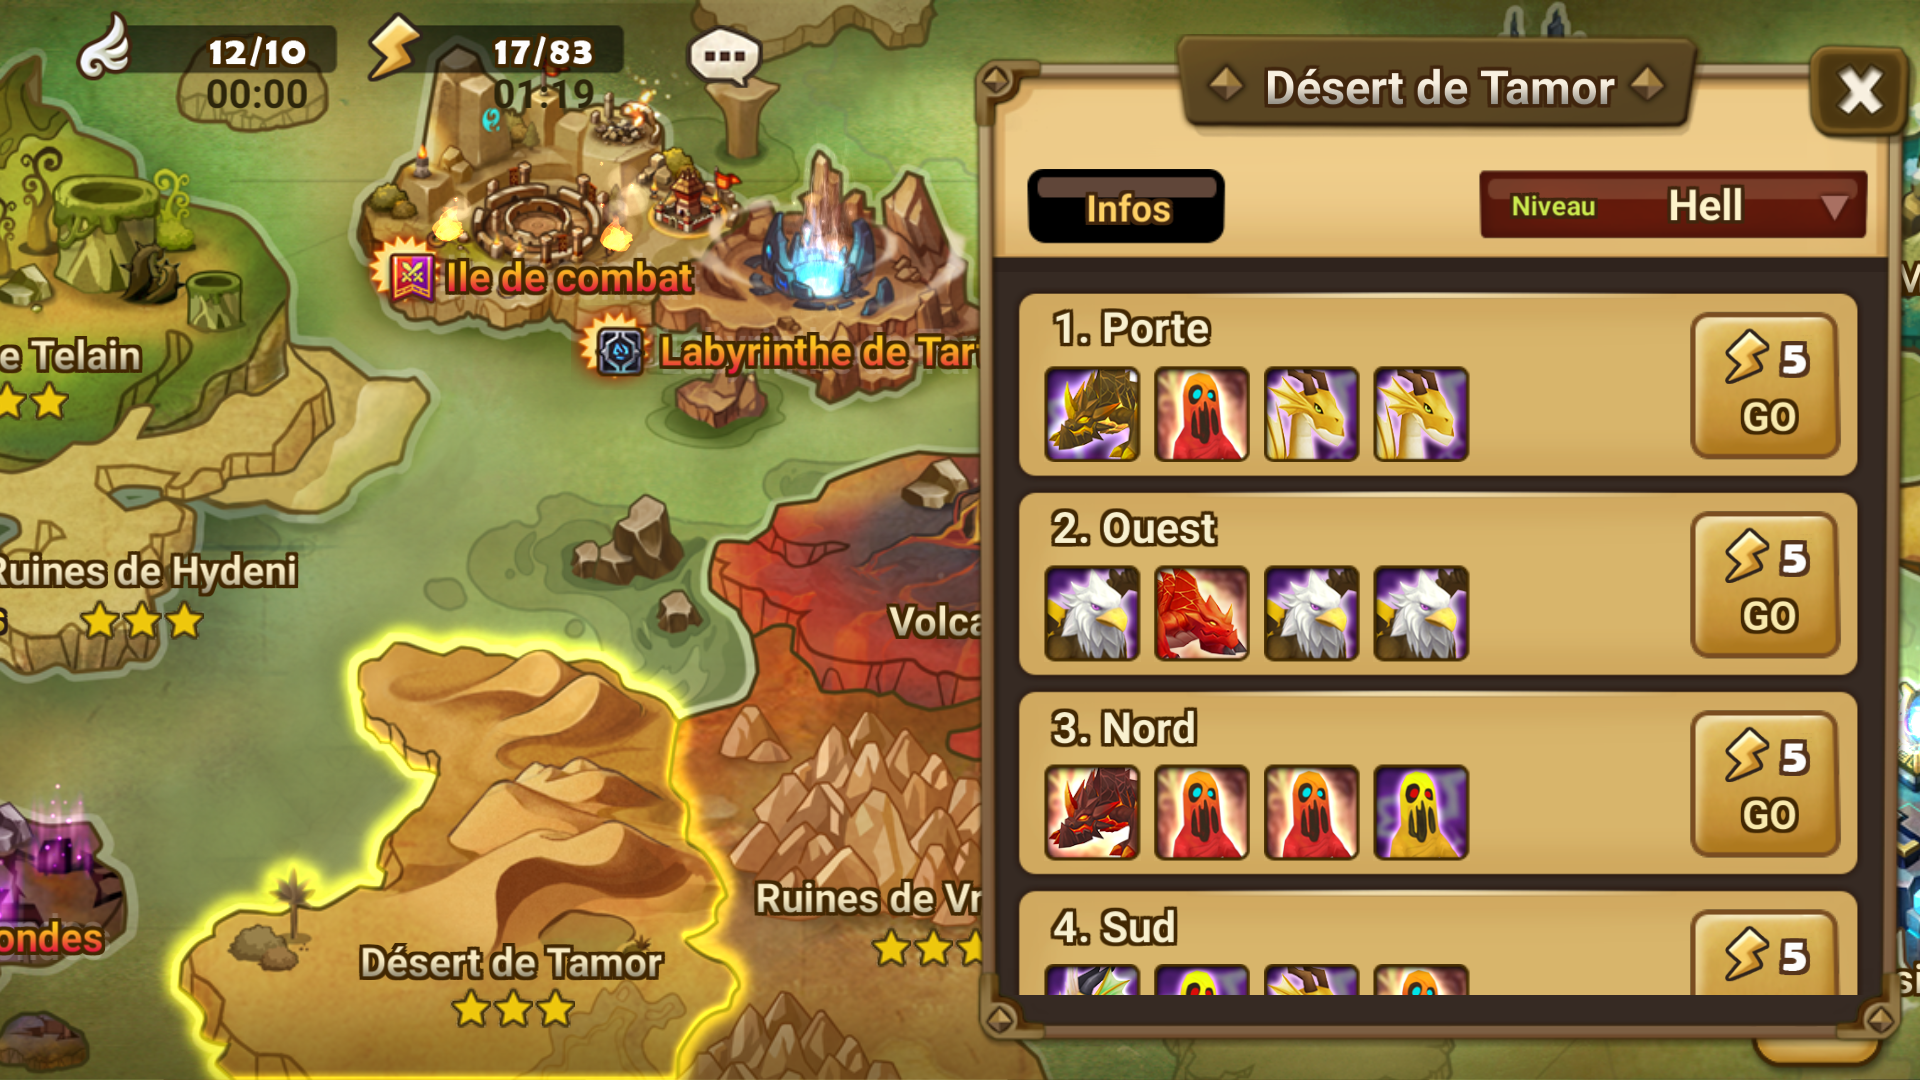 12/10
00:00
17/83
01:19
Ile de combat
Labyrinthe de Tar
e Telain
Ruines de Hydeni
Volca
ondes
Désert de Tamor
Ruines de Vr
Désert de Tamor
Infos
Niveau Hell
1. Porte
5
GO
2. Ouest
5
GO
3. Nord
5
GO
4. Sud
5